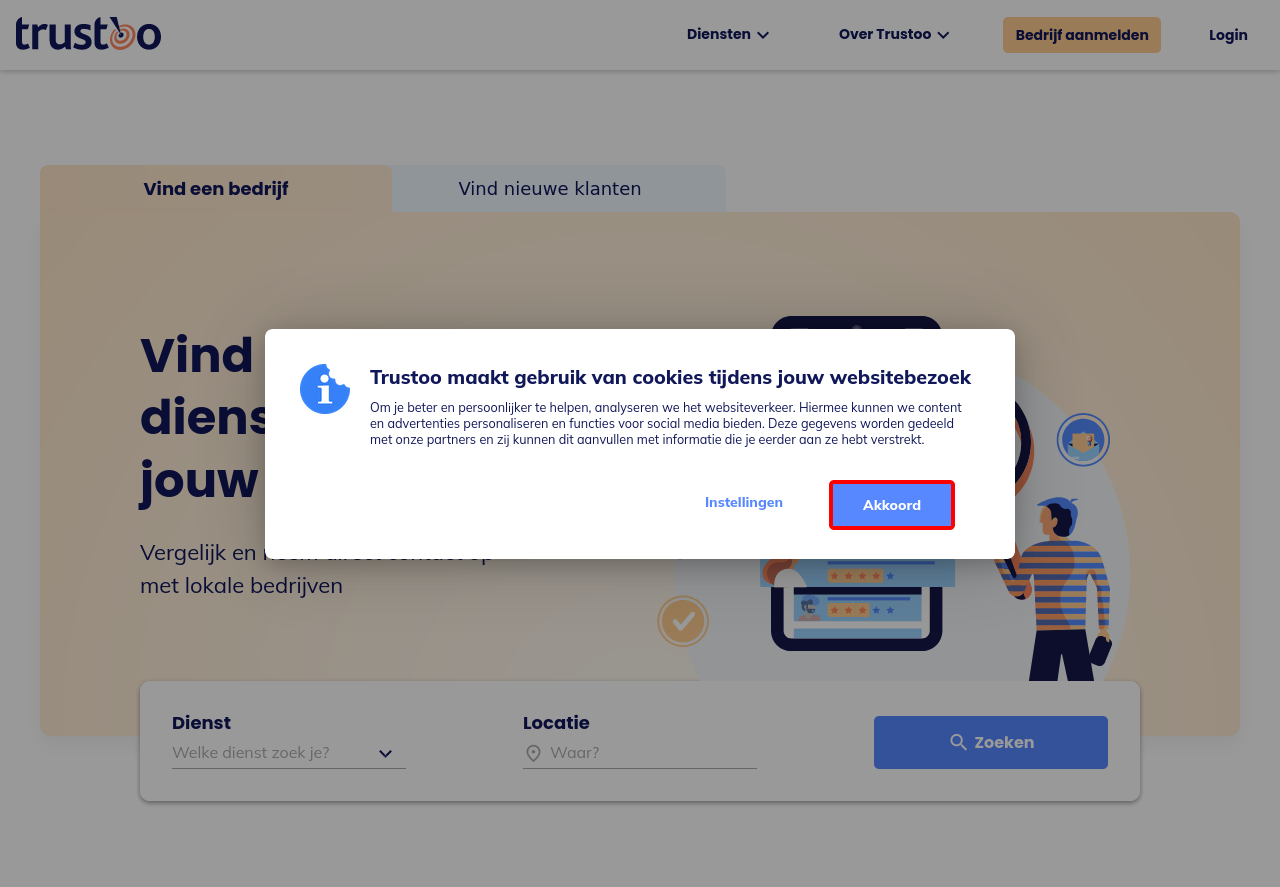 trustoo
Diensten
Over Trustoo
Bedrijf aanmelden
Login
Vind een bedrijf
Vind nieuwe klanten
Vind
diens
jouw
Trustoo maakt gebruik van cookies tijdens jouw websitebezoek
Om je beter en persoonlijker te helpen, analyseren we het websiteverkeer. Hiermee kunnen we content
en advertenties personaliseren en functies voor social media bieden. Deze gegevens worden gedeeld
met onze partners en zij kunnen dit aanvullen met informatie die je eerder aan ze hebt verstrekt.
Instellingen
Akkoord
Vergelijk en neem direct contact op
met lokale bedrijven
Dienst
Welke dienst zoek je?
Locatie
Waar?
Zoeken